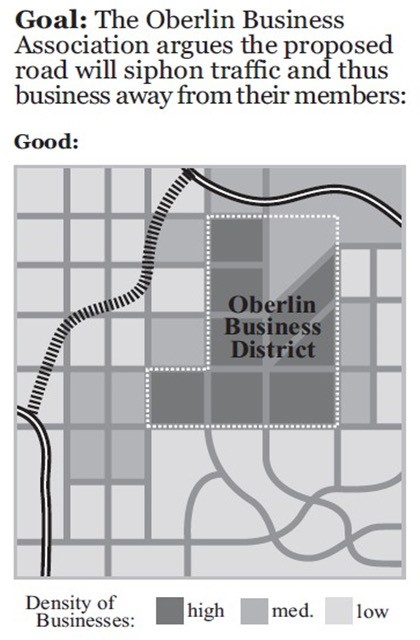 Goal: The Oberlin Business
Association argues the proposed
road will siphon traffic and thus
business away from their members:
Good:
Oberlin
Business
District
Density of
Businesses:
high
med.
low